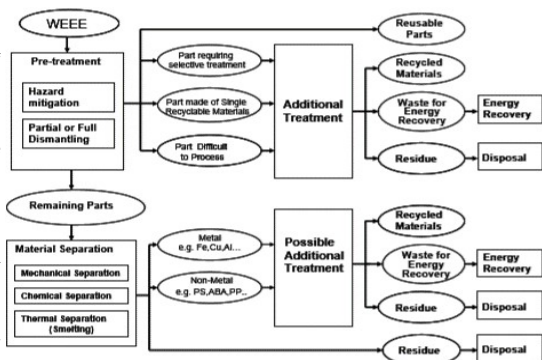 WEEE
Pre-treatment
Hazard
mitigation
Partial or Full
Dismantling
Part requiring
selective treatment
Part made of Single
Recyclable Materials
Part Difficult
to Process
Additional
Treatment
Reusable
Parts
Recycled
Materials
Waste for
Energy
Recovery
Energy
Recovery
Residue
Disposal
Remaining Parts
Material Separation
Mechanical Separation
Chemical Separation
Thermal Separation
(Smelting)
Metal
e.g. Fe,Cu,Al...
Non-Metal
e.g. PS,ABA,PP..
Possible
Additional
Treatment
Recycled
Materials
Waste for
Energy
Recovery
Energy
Recovery
Residue
Disposal
Residue
Disposal